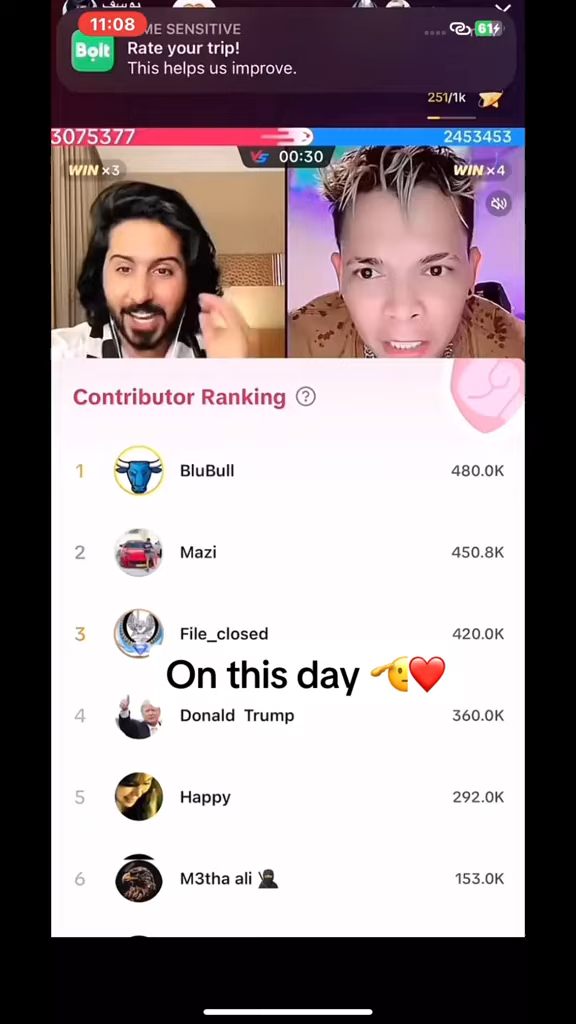 11:08
ME SENSITIVE
61
Bolt
Rate your trip!
This helps us improve.
251/1k
3075377
2453453
VS 00:30
WIN ×3
WIN ×4
Contributor Ranking ?
1 BluBull 480.0K
2 Mazi 450.8K
3 File_closed 420.0K
On this day 🫡❤️
4 Donald Trump 360.0K
5 Happy 292.0K
6 M3tha ali 🥷 153.0K